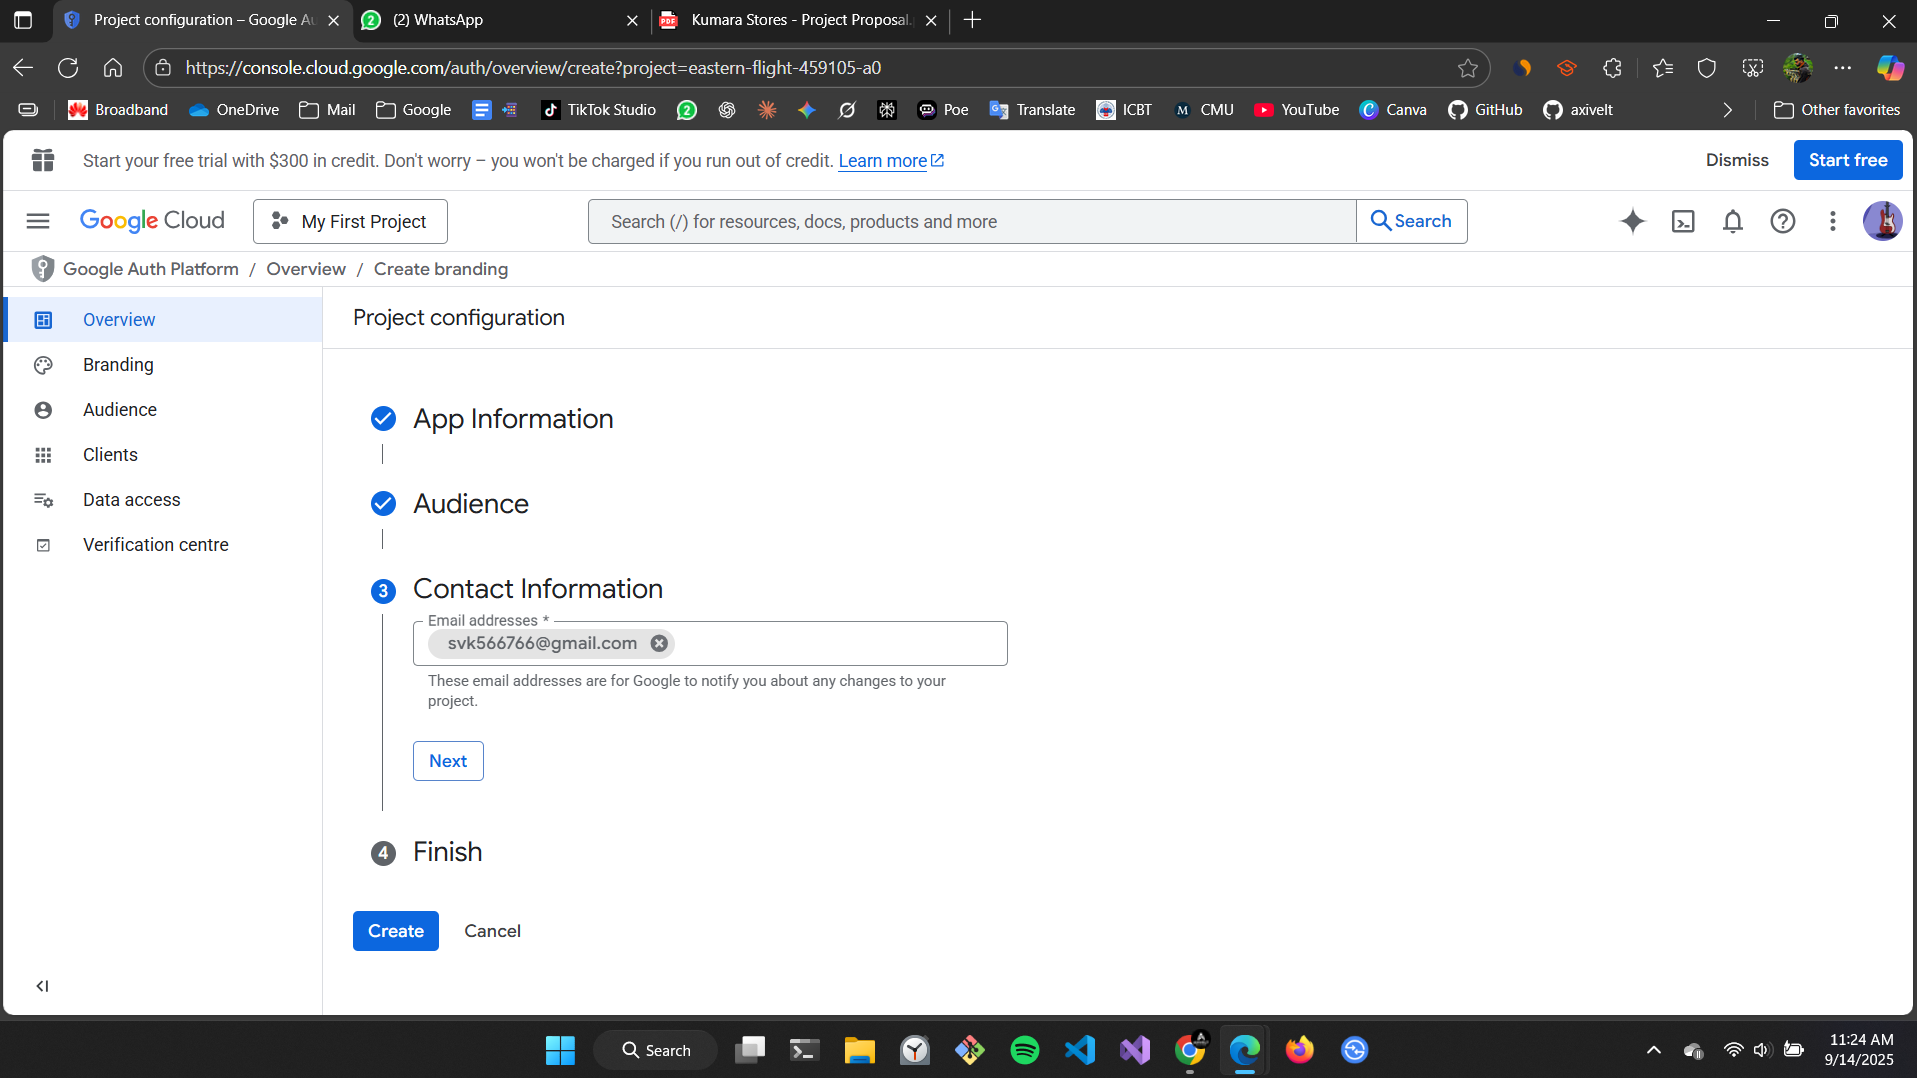 Project configuration – Google Au
(2) WhatsApp
Kumara Stores - Project Proposal.
https://console.cloud.google.com/auth/overview/create?project=eastern-flight-459105-a0
Broadband
OneDrive
Mail
Google
TikTok Studio
Poe
Translate
ICBT
CMU
YouTube
Canva
GitHub
axivelt
Other favorites
Start your free trial with $300 in credit. Don't worry – you won't be charged if you run out of credit. Learn more
Dismiss
Start free
Google Cloud
My First Project
Search (/) for resources, docs, products and more
Search
Google Auth Platform / Overview / Create branding
Overview
Branding
Audience
Clients
Data access
Verification centre
Project configuration
App Information
Audience
3 Contact Information
Email addresses *
svk566766@gmail.com
These email addresses are for Google to notify you about any changes to your
project.
Next
4 Finish
Create
Cancel
Search
11:24 AM
9/14/2025